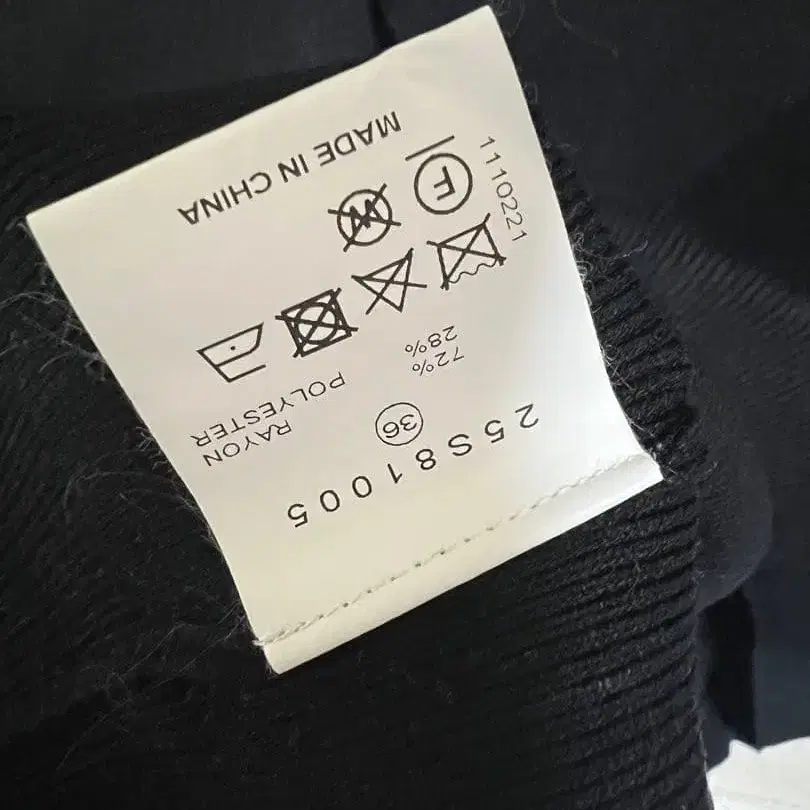 25S81005
36
72% RAYON
28% POLYESTER
1110221
F W
MADE IN CHINA